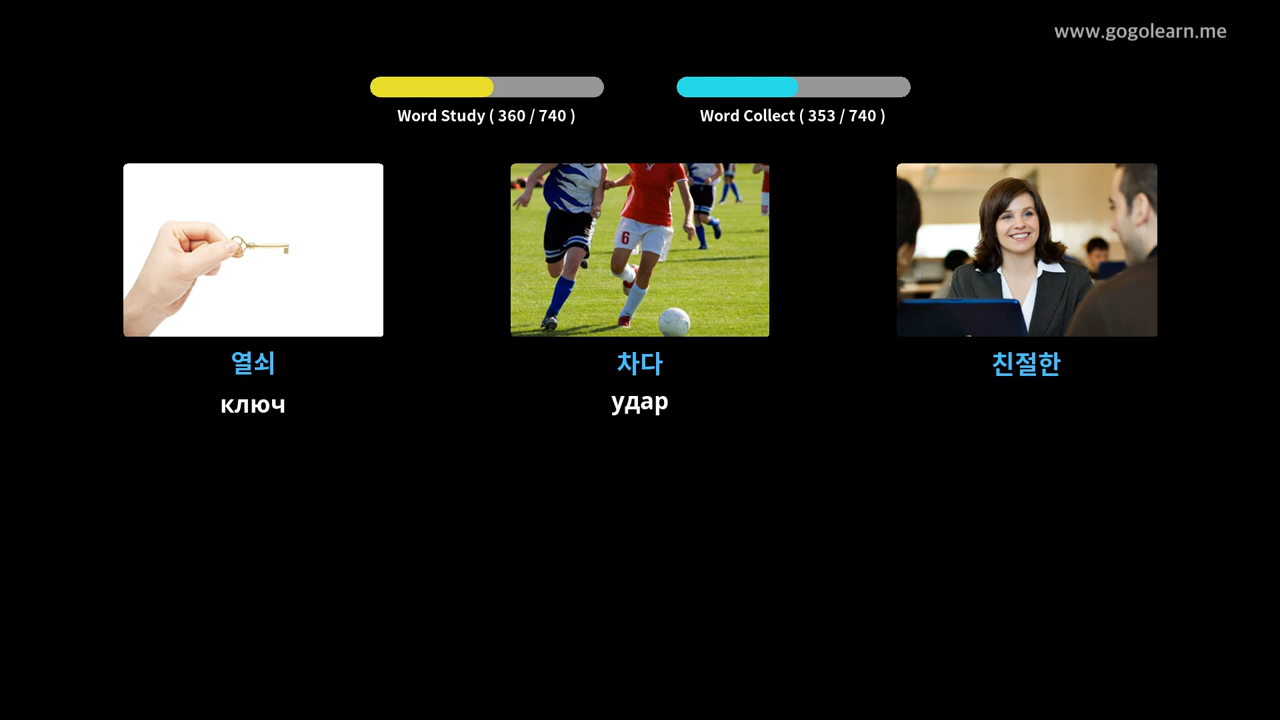 www.gogolearn.me
Word Study ( 360 / 740 )
Word Collect ( 353 / 740 )
6
열쇠
차다
친절한
ключ
удар